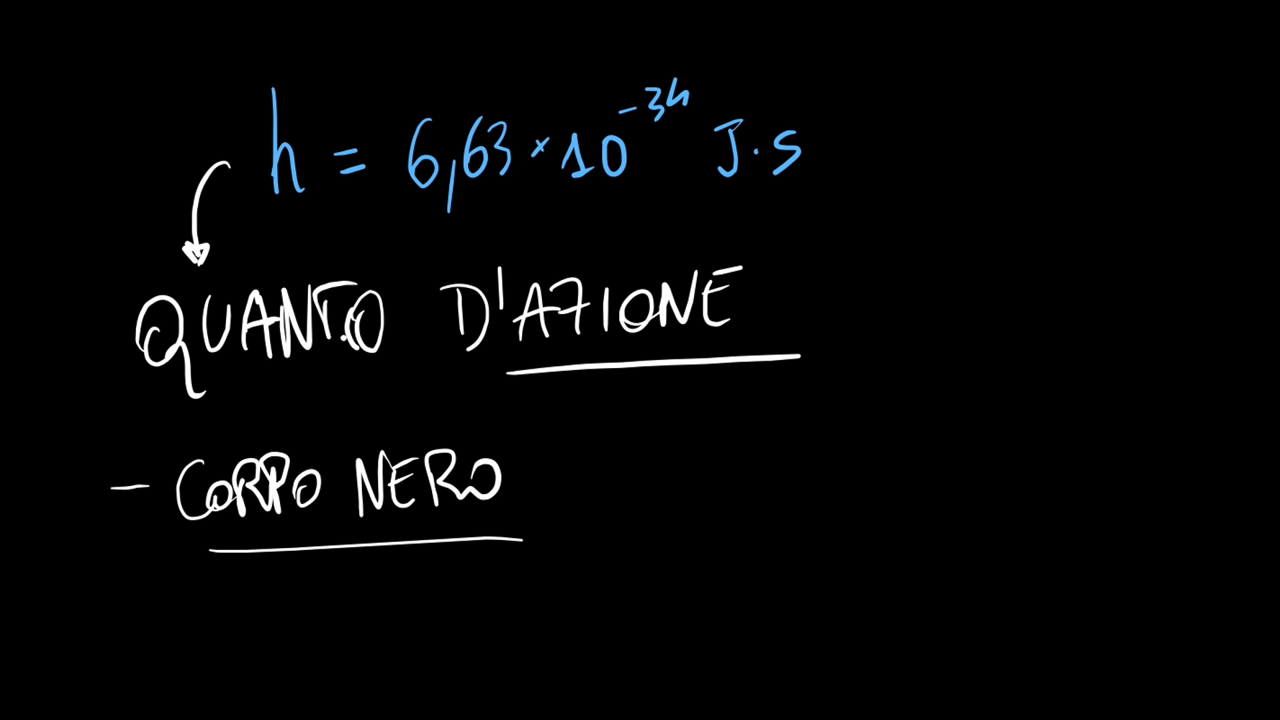 h = 6,63 × 10⁻³⁴ J·s
QUANTO D'AZIONE
- CORPO NERO